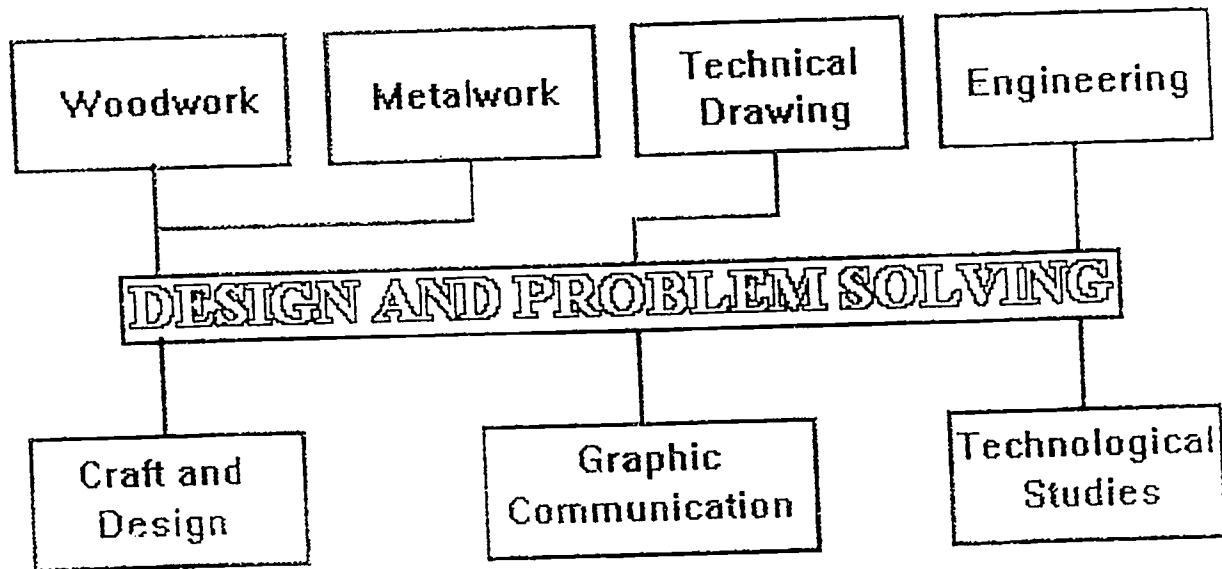 Woodwork
Metalwork
Technical
Drawing
Engineering
DESIGN AND PROBLEM SOLVING
Craft and
Design
Graphic
Communication
Technological
Studies